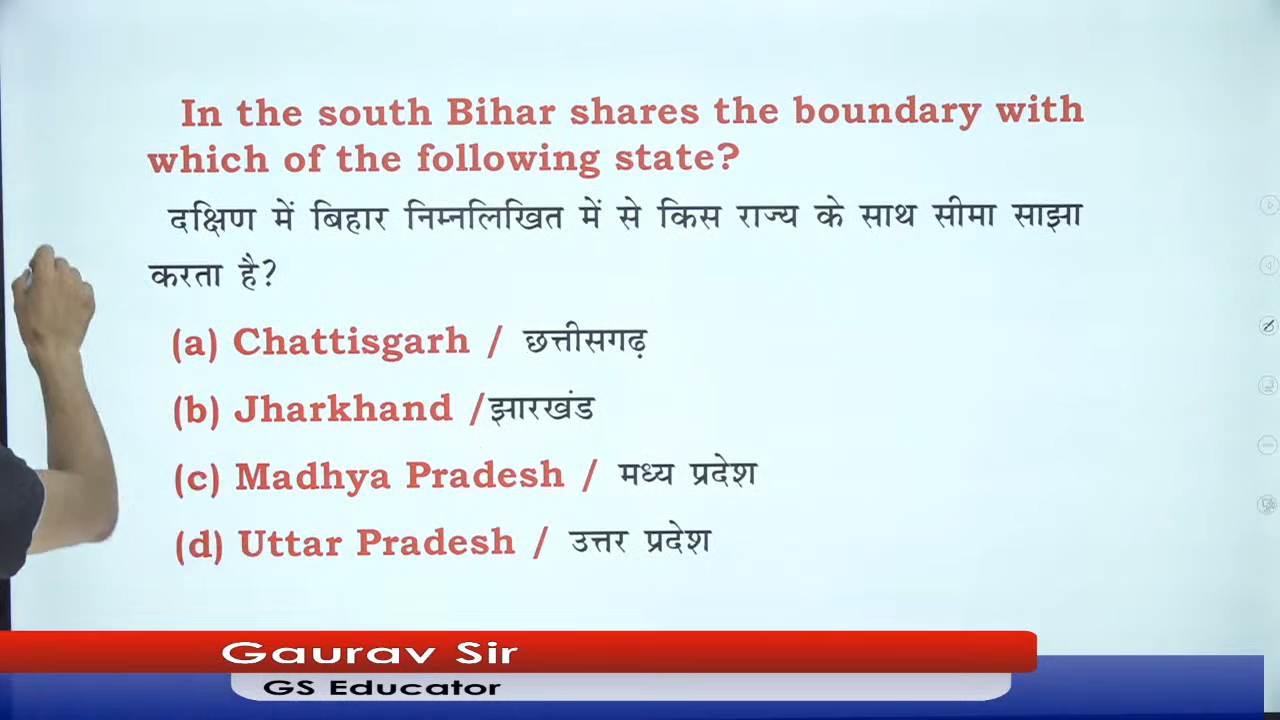 In the south Bihar shares the boundary with
which of the following state?
दक्षिण में बिहार निम्नलिखित में से किस राज्य के साथ सीमा साझा
करता है?
(a) Chattisgarh / छत्तीसगढ़
(b) Jharkhand /झारखंड
(c) Madhya Pradesh / मध्य प्रदेश
(d) Uttar Pradesh / उत्तर प्रदेश
Gaurav Sir
GS Educator